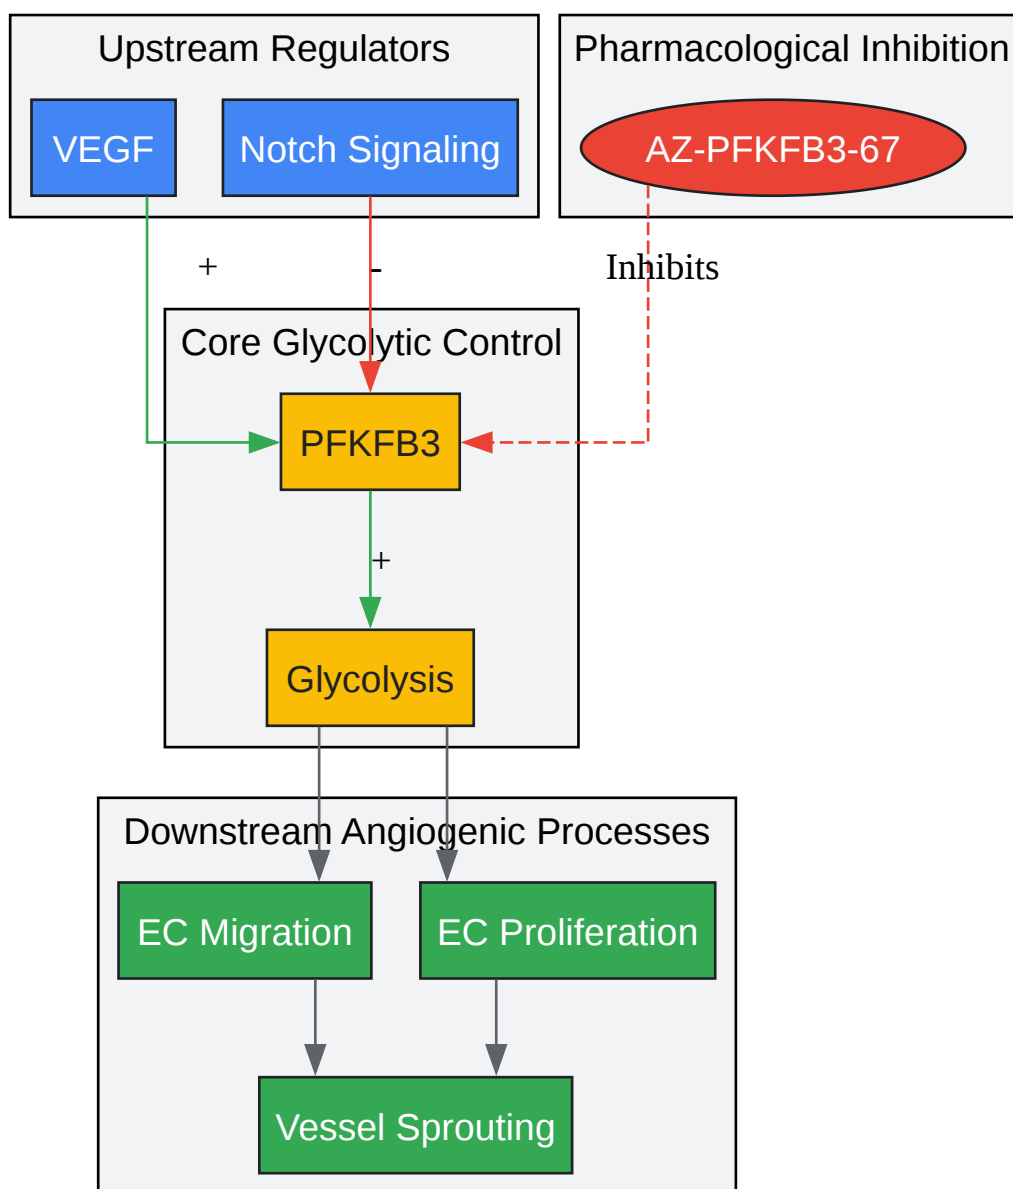 Upstream Regulators
Pharmacological Inhibition
VEGF
Notch Signaling
AZ-PFKFB3-67
+
-
Inhibits
Core Glycolytic Control
PFKFB3
+
Glycolysis
Downstream Angiogenic Processes
EC Migration
EC Proliferation
Vessel Sprouting